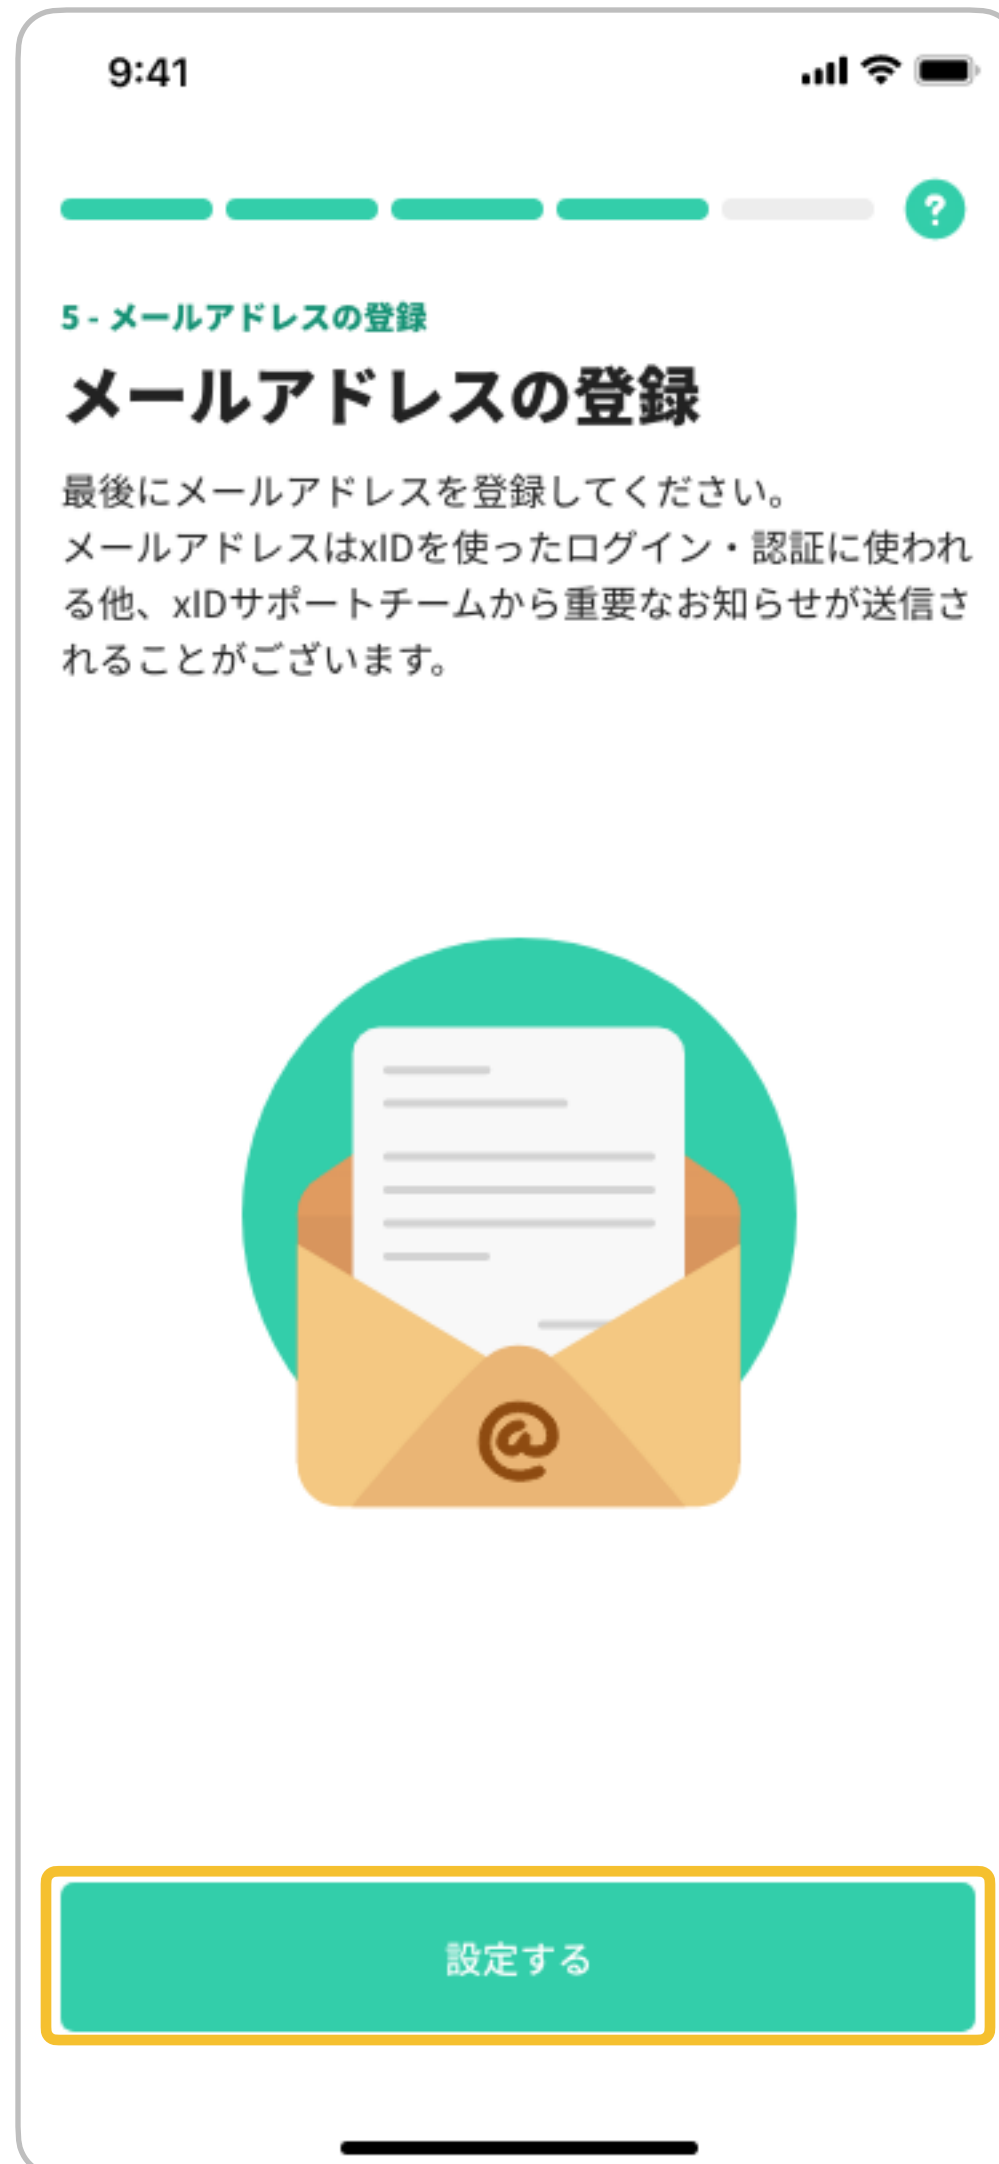 9:41
?
5 - メールアドレスの登録
メールアドレスの登録
最後にメールアドレスを登録してください。
メールアドレスはxIDを使ったログイン・認証に使われ
る他、xIDサポートチームから重要なお知らせが送信さ
れることがございます。
@
設定する